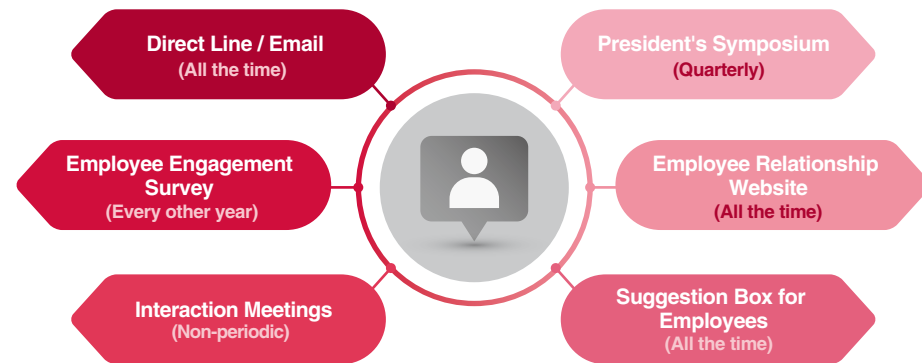 Direct Line / Email
(All the time)
President's Symposium
(Quarterly)
Employee Engagement
Survey
(Every other year)
Employee Relationship
Website
(All the time)
Interaction Meetings
(Non-periodic)
Suggestion Box for
Employees
(All the time)